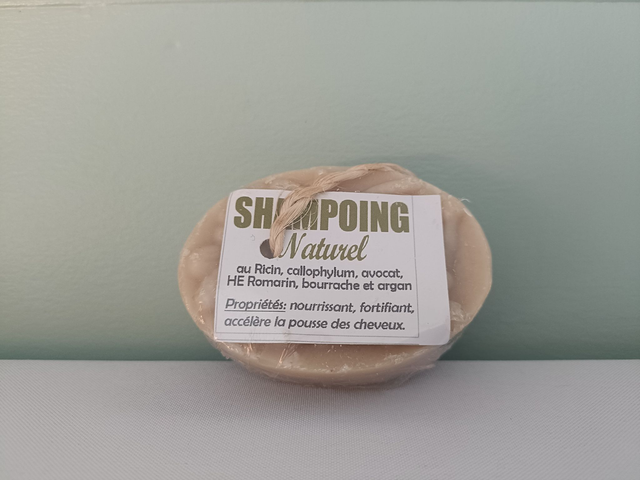 SHAMPOING
Naturel
au Ricin, callophylum, avocat,
HE Romarin, bourrache et argan
Propriétés: nourrissant, fortifiant,
accélère la pousse des cheveux.